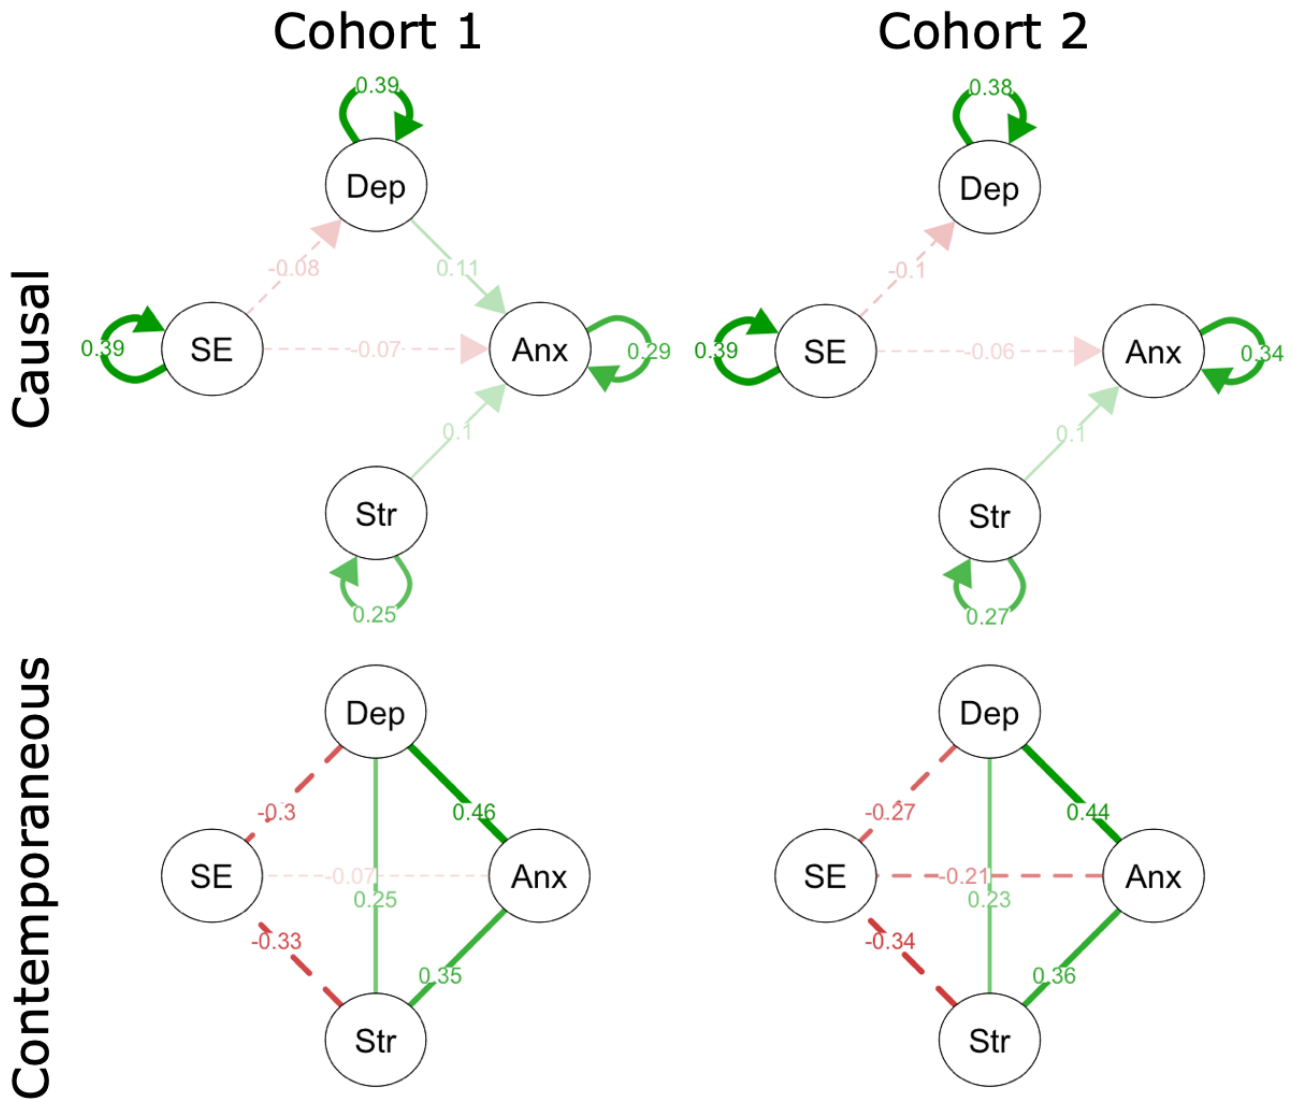 Cohort 1
Cohort 2
Causal
0.39
Dep
-0.08
0.11
0.39
SE
-0.07
Anx
0.29
0.1
Str
0.25
0.38
Dep
-0.1
0.39
SE
-0.06
Anx
0.34
0.1
Str
0.27
Contemporaneous
Dep
-0.3
0.46
SE
-0.07
Anx
0.25
-0.33
0.35
Str
Dep
-0.27
0.44
SE
-0.21
Anx
0.23
-0.34
0.36
Str